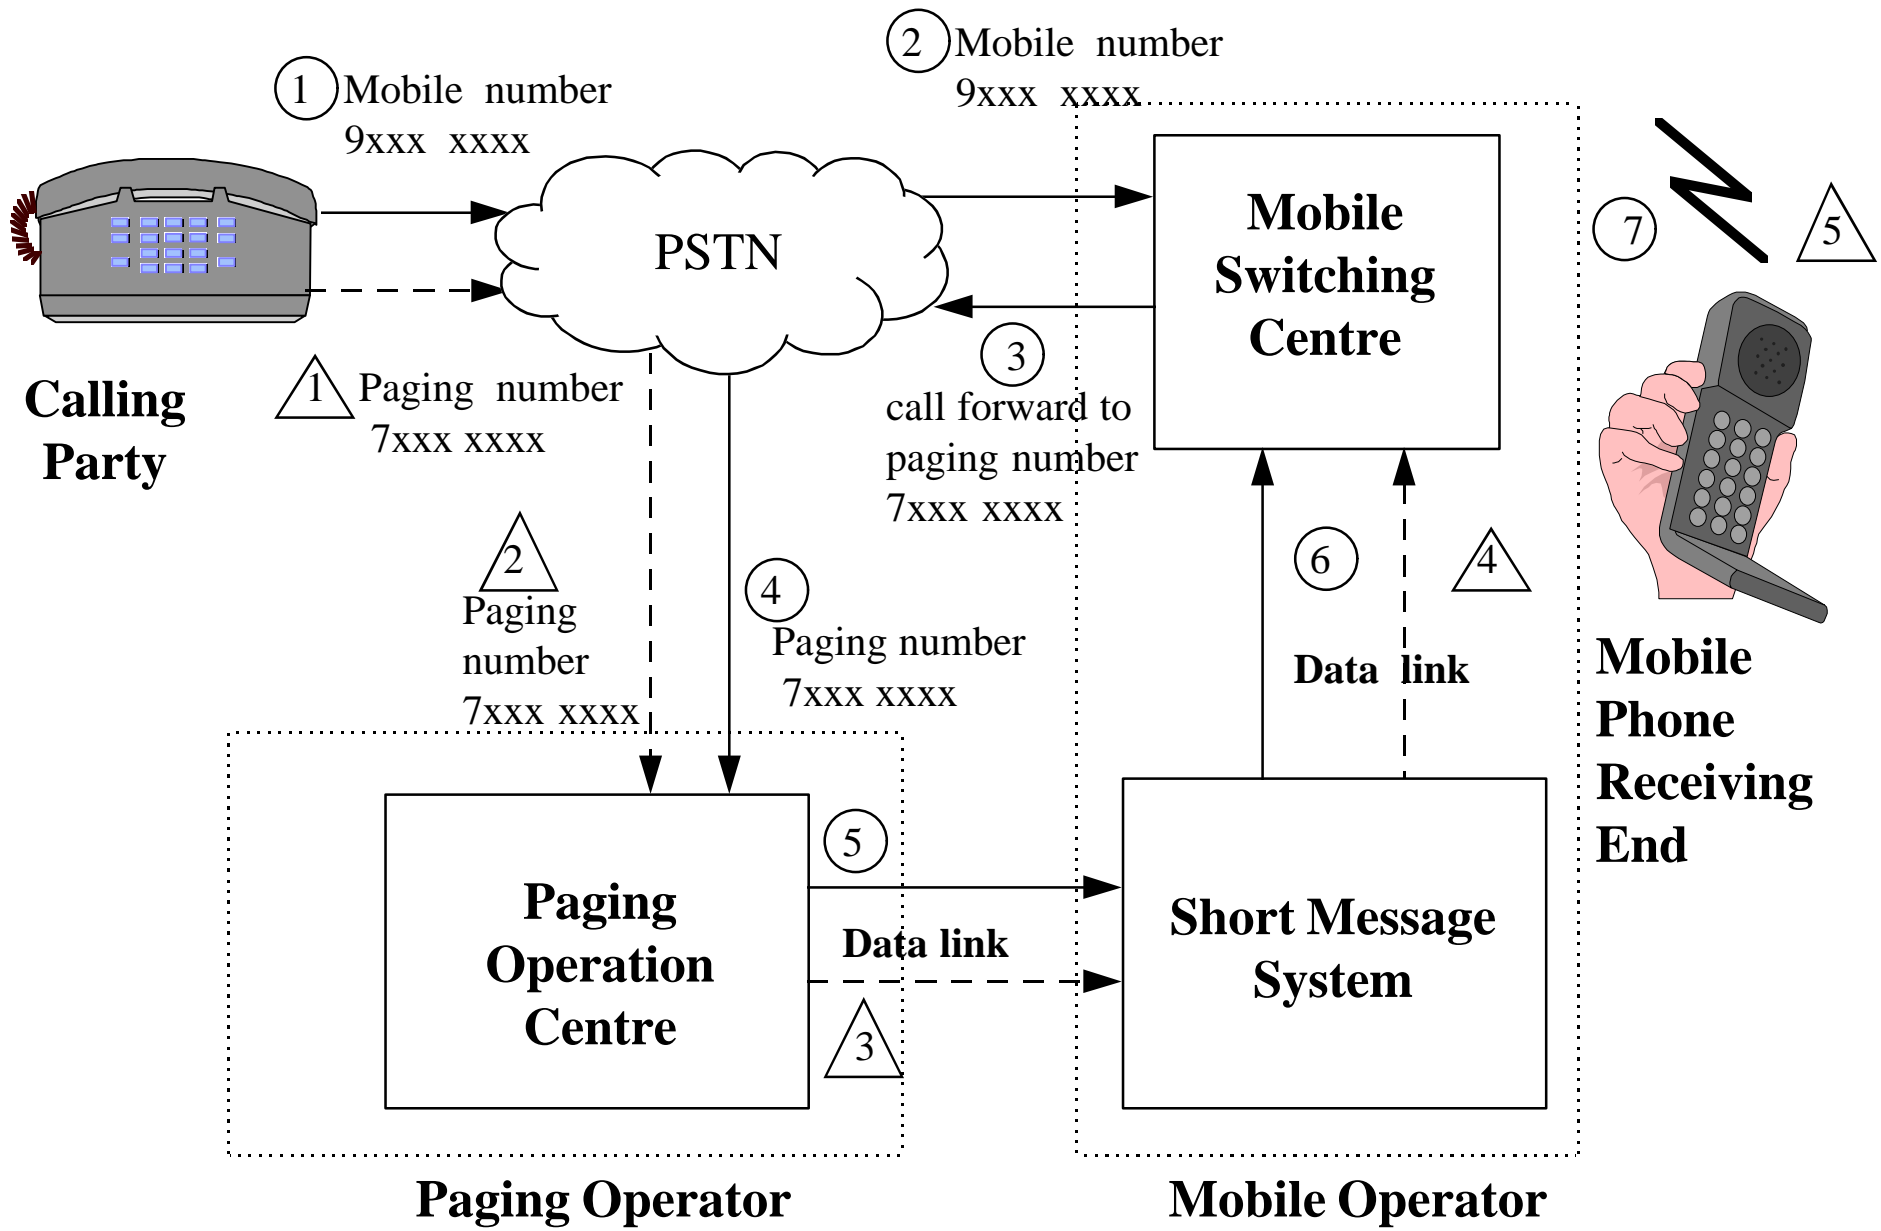 1 Mobile number
9xxx xxxx
2 Mobile number
9xxx xxxx
PSTN
Mobile
Switching
Centre
7
5
Calling
Party
1 Paging number
7xxx xxxx
3
call forward to
paging number
7xxx xxxx
2
Paging
number
7xxx xxxx
4
Paging number
7xxx xxxx
6
4
Data link
Mobile
Phone
Receiving
End
Paging
Operation
Centre
5
Data link
3
Short Message
System
Paging Operator
Mobile Operator